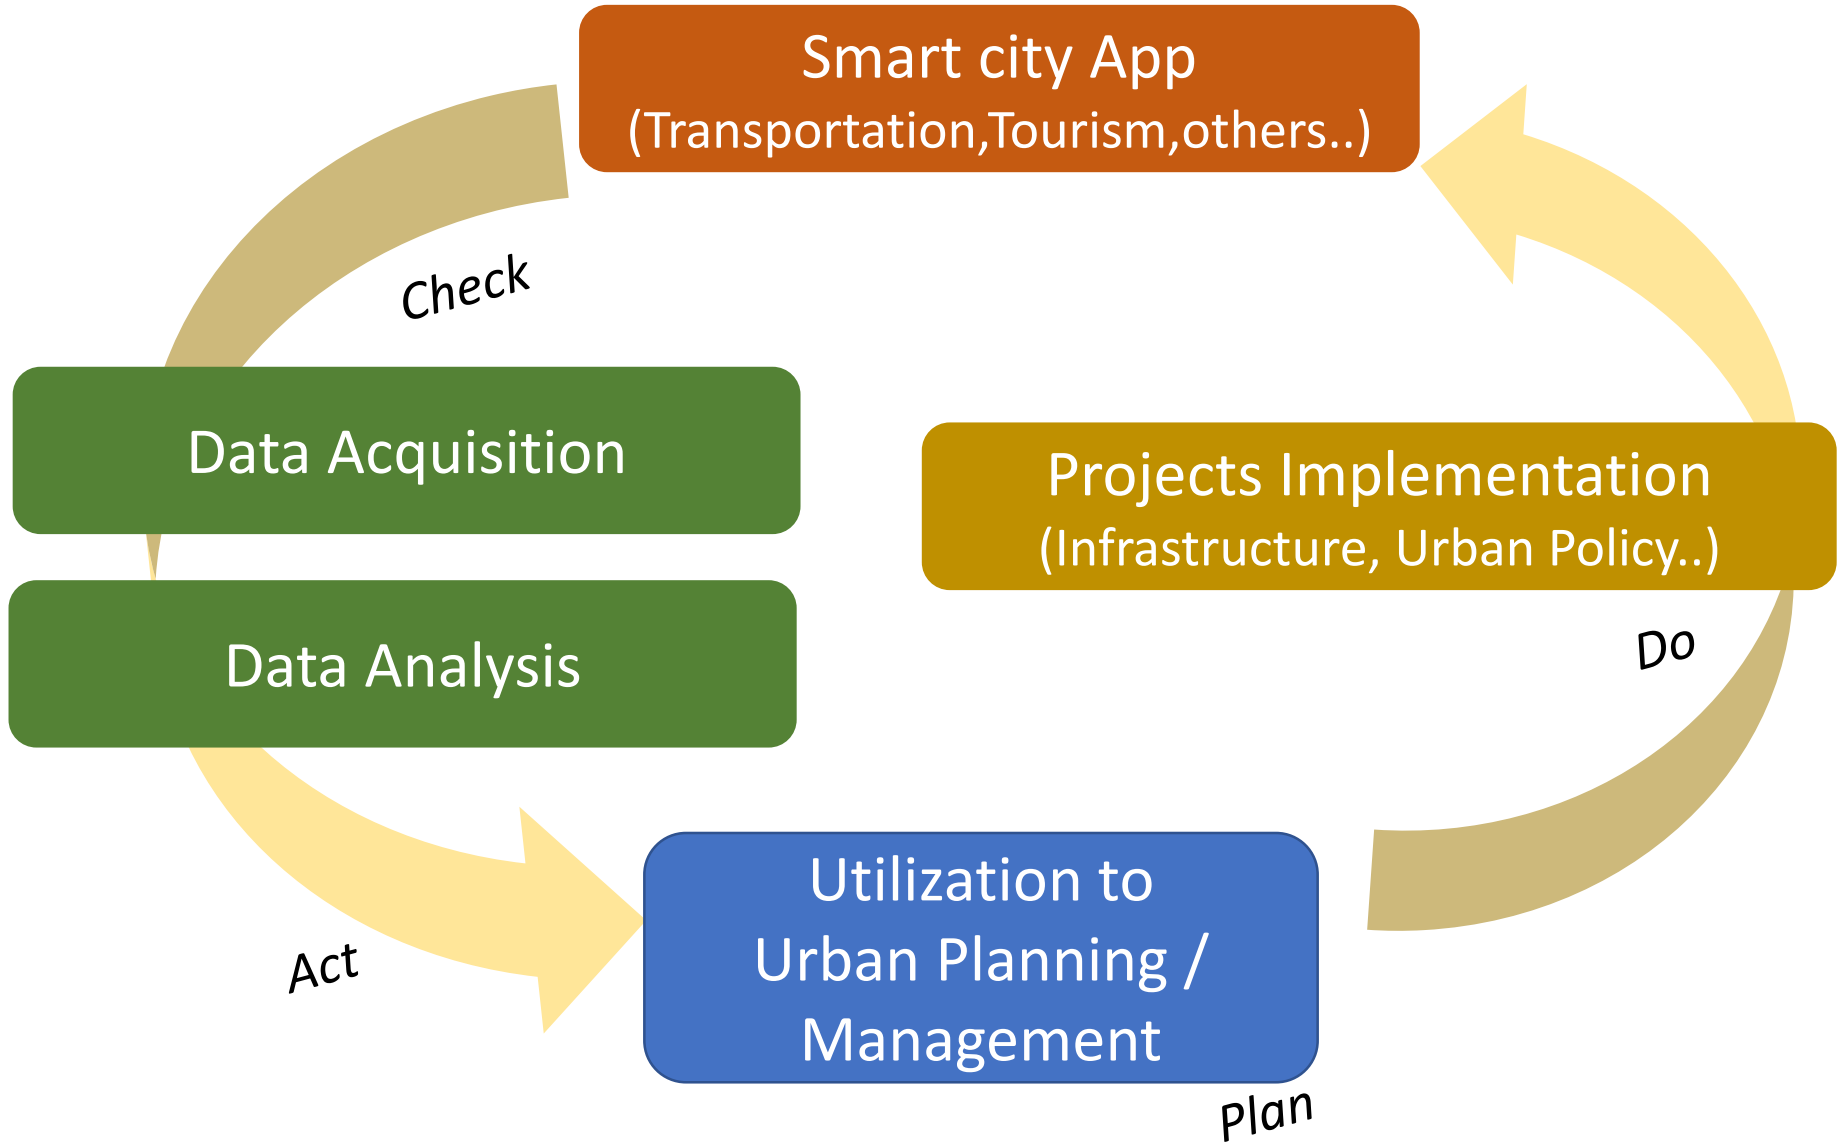 Smart city App
(Transportation,Tourism,others..)
Check
Data Acquisition
Projects Implementation
(Infrastructure, Urban Policy..)
Data Analysis
Do
Utilization to
Urban Planning /
Management
Act
Plan